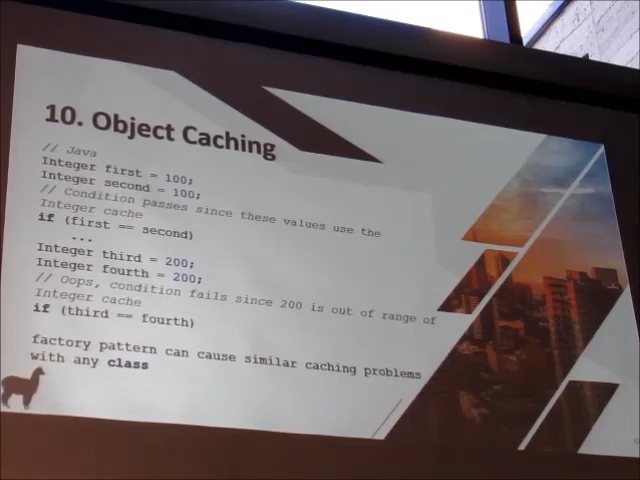 10. Object Caching
// Java
Integer first = 100;
Integer second = 100;
// Condition passes since these values use the
Integer cache
if (first == second)
...
Integer third = 200;
Integer fourth = 200;
// Oops, condition fails since 200 is out of range of
Integer cache
if (third == fourth)
factory pattern can cause similar caching problems
with any class